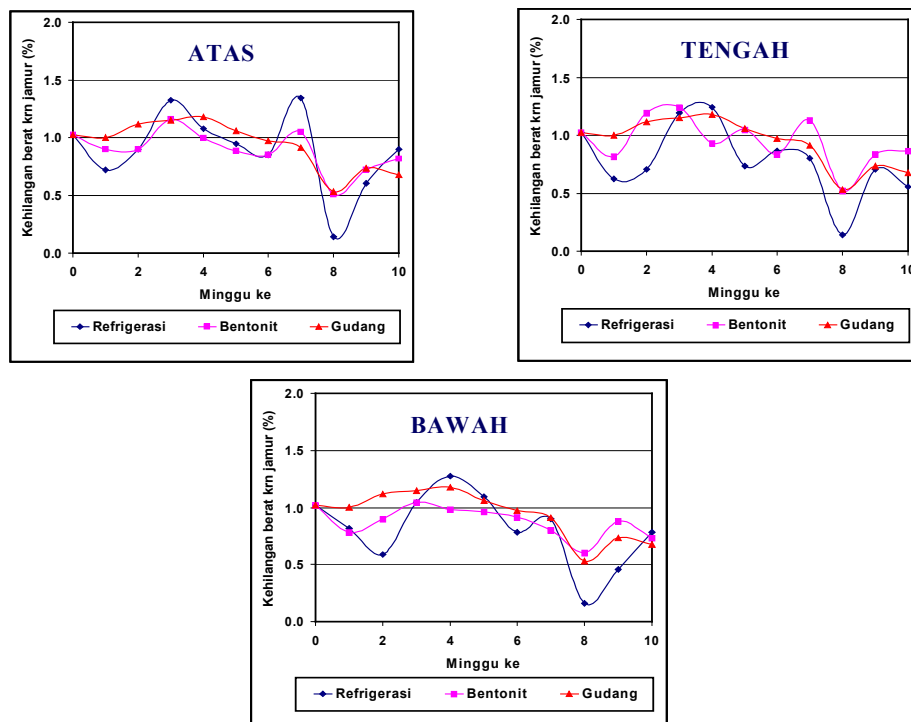 ATAS
Kehilangan berat krn jamur (%)
2.0
1.5
1.0
0.5
0.0
0 2 4 6 8 10
Minggu ke
Refrigerasi Bentonit Gudang
TENGAH
Kehilangan berat krn jamur (%)
2.0
1.5
1.0
0.5
0.0
0 2 4 6 8 10
Minggu ke
Refrigerasi Bentonit Gudang
BAWAH
Kehilangan berat krn jamur (%)
2.0
1.5
1.0
0.5
0.0
0 2 4 6 8 10
Minggu ke
Refrigerasi Bentonit Gudang